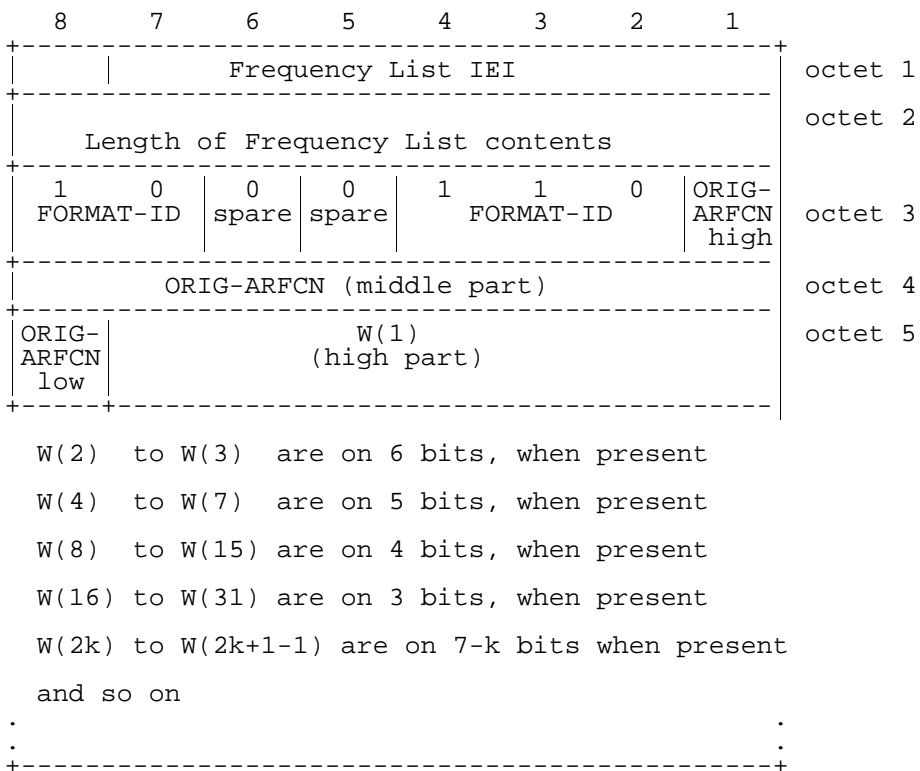 8 7 6 5 4 3 2 1
Frequency List IEI octet 1
octet 2
Length of Frequency List contents
1 0 0 0 1 1 0 ORIG-
FORMAT-ID spare spare FORMAT-ID ARFCN octet 3
high
ORIG-ARFCN (middle part) octet 4
ORIG- W(1) octet 5
ARFCN (high part)
low
W(2) to W(3) are on 6 bits, when present
W(4) to W(7) are on 5 bits, when present
W(8) to W(15) are on 4 bits, when present
W(16) to W(31) are on 3 bits, when present
W(2k) to W(2k+1-1) are on 7-k bits when present
and so on
. .
. .